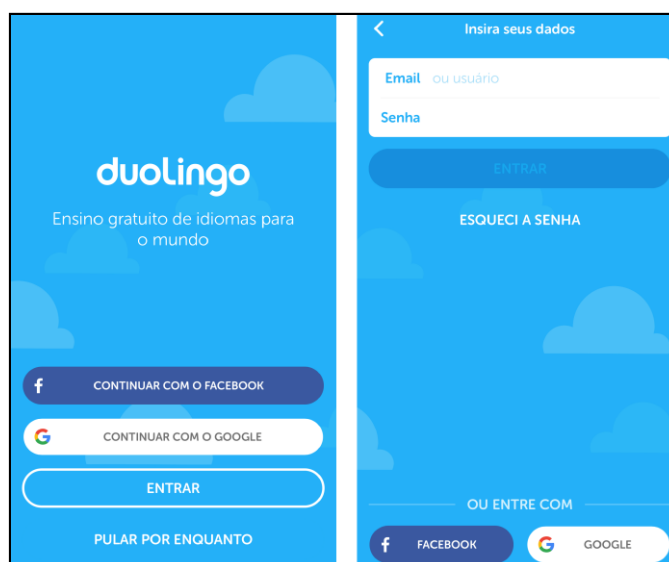 duolingo
Ensino gratuito de idiomas para
o mundo
CONTINUAR COM O FACEBOOK
CONTINUAR COM O GOOGLE
ENTRAR
PULAR POR ENQUANTO
Insira seus dados
Email ou usuário
Senha
ENTRAR
ESQUECI A SENHA
OU ENTRE COM
FACEBOOK
GOOGLE